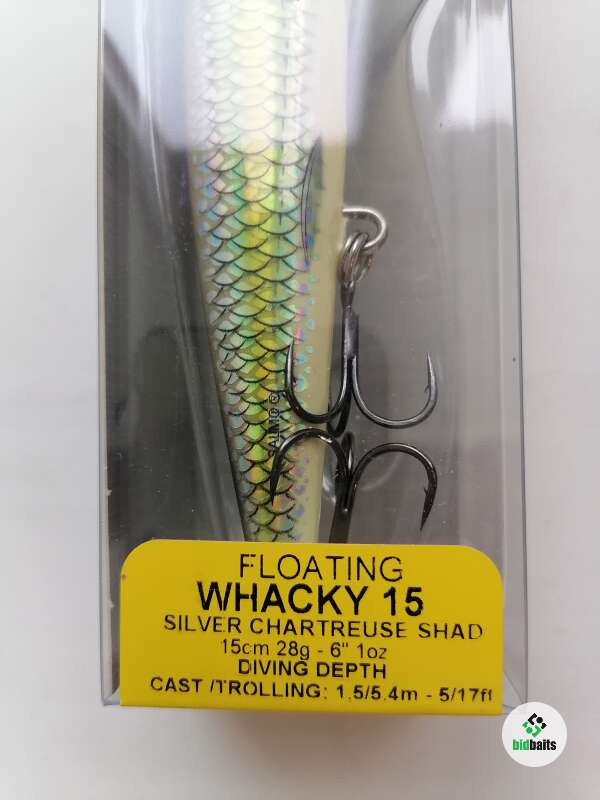 SALMO ®
FLOATING
WHACKY 15
SILVER CHARTREUSE SHAD
15cm 28g - 6" 1oz
DIVING DEPTH
CAST /TROLLING: 1,5/5.4m - 5/17ft
bidbaits